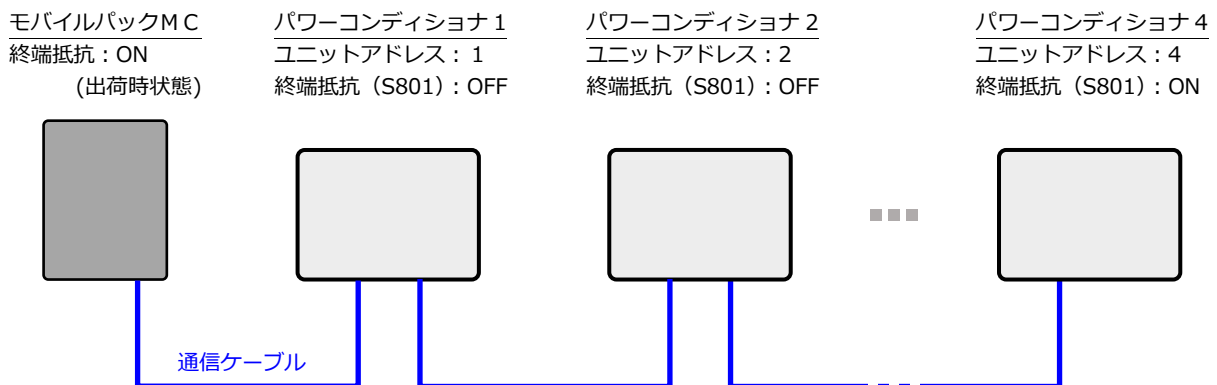 モバイルパックMC
終端抵抗：ON
(出荷時状態)
パワーコンディショナ1
ユニットアドレス：1
終端抵抗（S801）：OFF
パワーコンディショナ2
ユニットアドレス：2
終端抵抗（S801）：OFF
パワーコンディショナ4
ユニットアドレス：4
終端抵抗（S801）：ON
通信ケーブル